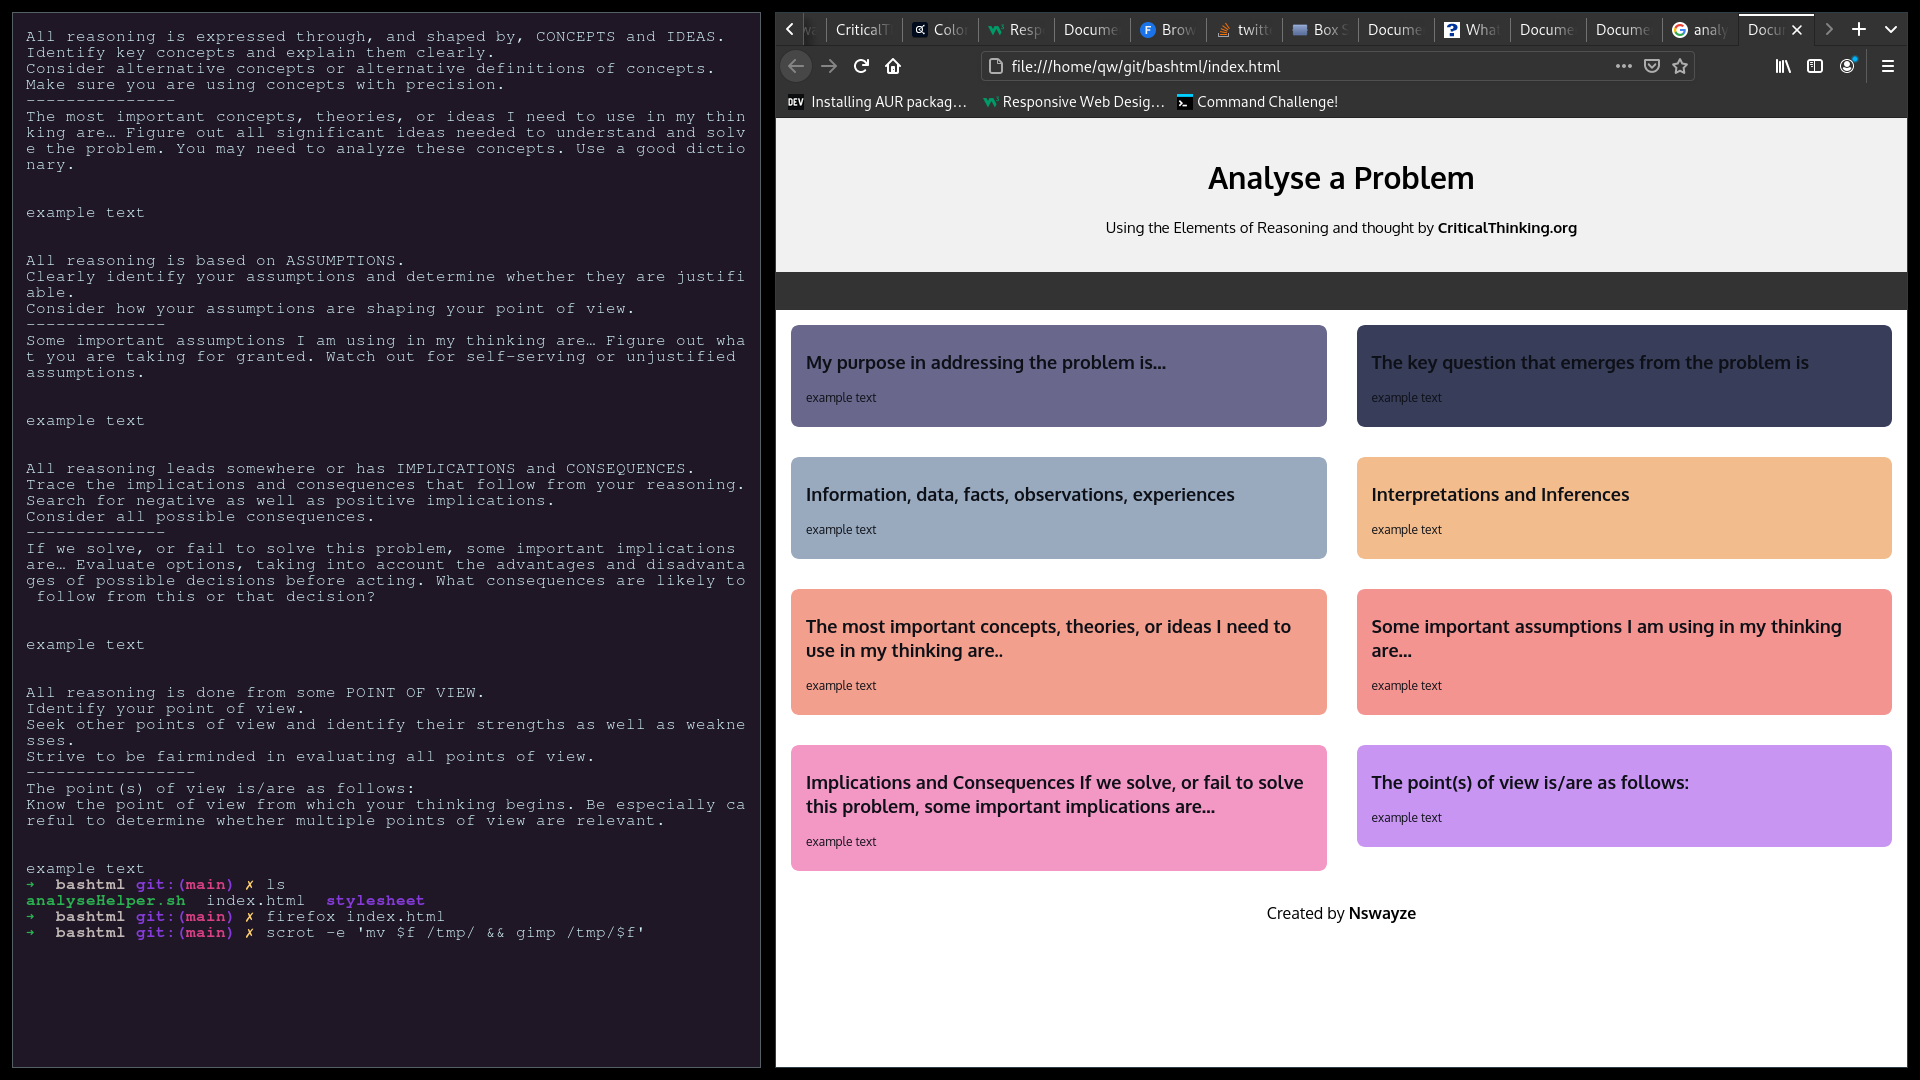 All reasoning is expressed through, and shaped by, CONCEPTS and IDEAS.
Identify key concepts and explain them clearly.
Consider alternative concepts or alternative definitions of concepts.
Make sure you are using concepts with precision.
---------------
The most important concepts, theories, or ideas I need to use in my thin
king are… Figure out all significant ideas needed to understand and solv
e the problem. You may need to analyze these concepts. Use a good dictio
nary.
example text
All reasoning is based on ASSUMPTIONS.
Clearly identify your assumptions and determine whether they are justifi
able.
Consider how your assumptions are shaping your point of view.
--------------
Some important assumptions I am using in my thinking are… Figure out wha
t you are taking for granted. Watch out for self-serving or unjustified
assumptions.
example text
All reasoning leads somewhere or has IMPLICATIONS and CONSEQUENCES.
Trace the implications and consequences that follow from your reasoning.
Search for negative as well as positive implications.
Consider all possible consequences.
--------------
If we solve, or fail to solve this problem, some important implications
are… Evaluate options, taking into account the advantages and disadvanta
ges of possible decisions before acting. What consequences are likely to
 follow from this or that decision?
example text
All reasoning is done from some POINT OF VIEW.
Identify your point of view.
Seek other points of view and identify their strengths as well as weakne
sses.
Strive to be fairminded in evaluating all points of view.
-----------------
The point(s) of view is/are as follows:
Know the point of view from which your thinking begins. Be especially ca
reful to determine whether multiple points of view are relevant.
example text
➜  bashtml git:(main) ✗ ls
analyseHelper.sh  index.html  stylesheet
➜  bashtml git:(main) ✗ firefox index.html
➜  bashtml git:(main) ✗ scrot -e 'mv $f /tmp/ && gimp /tmp/$f'
CriticalT Colo Resp Docume Brow twitt Box S Docume What Docume Docume analy Docu
file:///home/qw/git/bashtml/index.html
DEV Installing AUR packag… Responsive Web Desig… Command Challenge!
Analyse a Problem
Using the Elements of Reasoning and thought by CriticalThinking.org
My purpose in addressing the problem is...
example text
The key question that emerges from the problem is
example text
Information, data, facts, observations, experiences
example text
Interpretations and Inferences
example text
The most important concepts, theories, or ideas I need to
use in my thinking are..
example text
Some important assumptions I am using in my thinking
are...
example text
Implications and Consequences If we solve, or fail to solve
this problem, some important implications are...
example text
The point(s) of view is/are as follows:
example text
Created by Nswayze